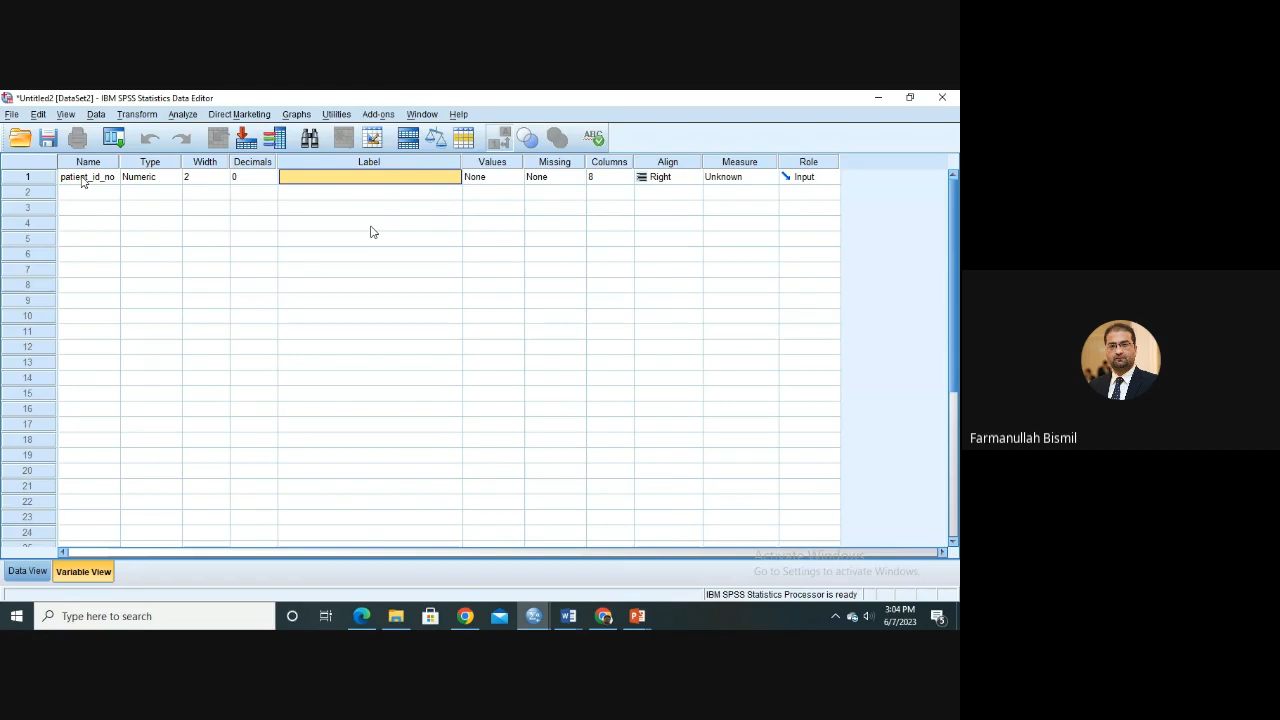 *Untitled2 [DataSet2] - IBM SPSS Statistics Data Editor
File Edit View Data Transform Analyze Direct Marketing Graphs Utilities Add-ons Window Help
Name Type Width Decimals Label Values Missing Columns Align Measure Role
1 patient_id_no Numeric 2 0 None None 8 Right Unknown Input
2
3
4
5
6
7
8
9
10
11
12
13
14
15
16
17
18
19
20
21
22
23
24
Farmanullah Bismil
Activate Windows
Go to Settings to activate Windows.
Data View Variable View
IBM SPSS Statistics Processor is ready
Type here to search
3:04 PM
6/7/2023
5